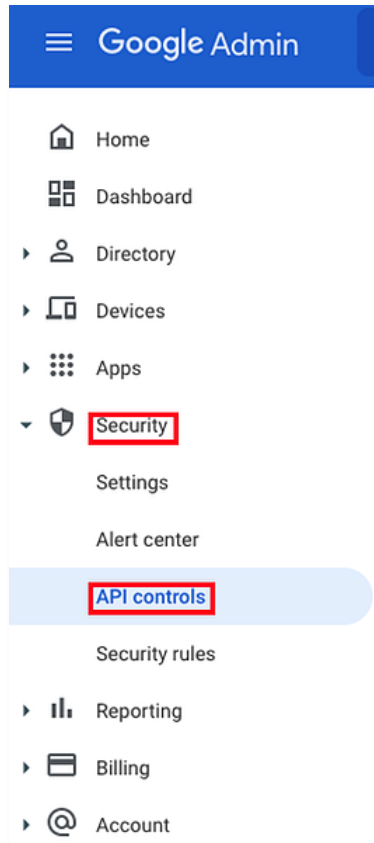 Google Admin
Home
Dashboard
Directory
Devices
Apps
Security
Settings
Alert center
API controls
Security rules
Reporting
Billing
Account